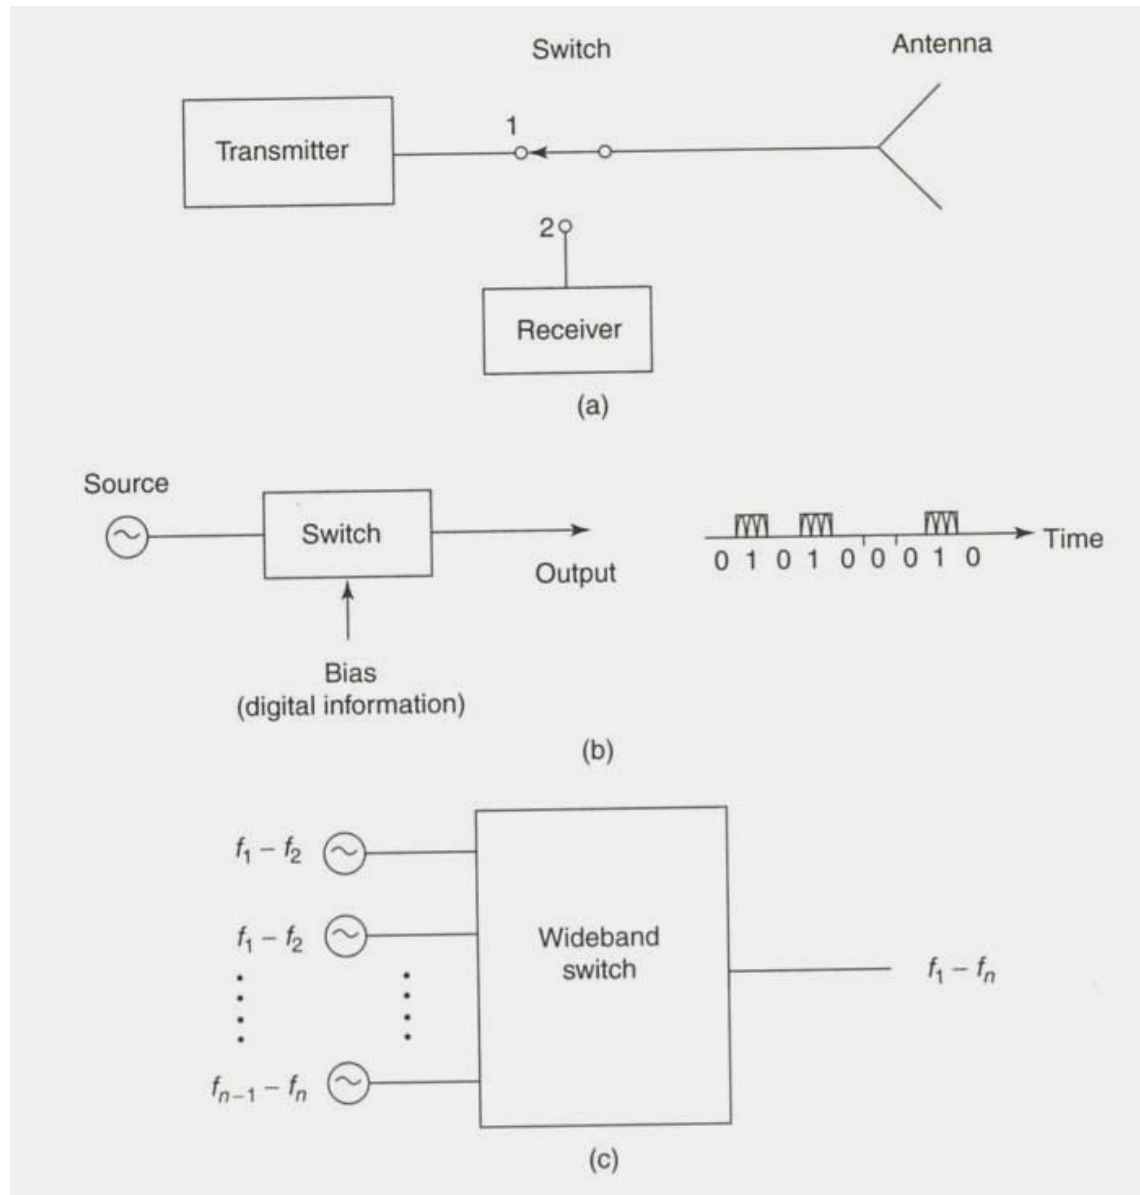 Switch
Antenna
Transmitter
1
2
Receiver
(a)
Source
Switch
Output
Bias
(digital information)
0 1 0 1 0 0 0 1 0
Time
(b)
f₁ – f₂
f₁ – f₂
fₙ₋₁ – fₙ
Wideband
switch
f₁ – fₙ
(c)